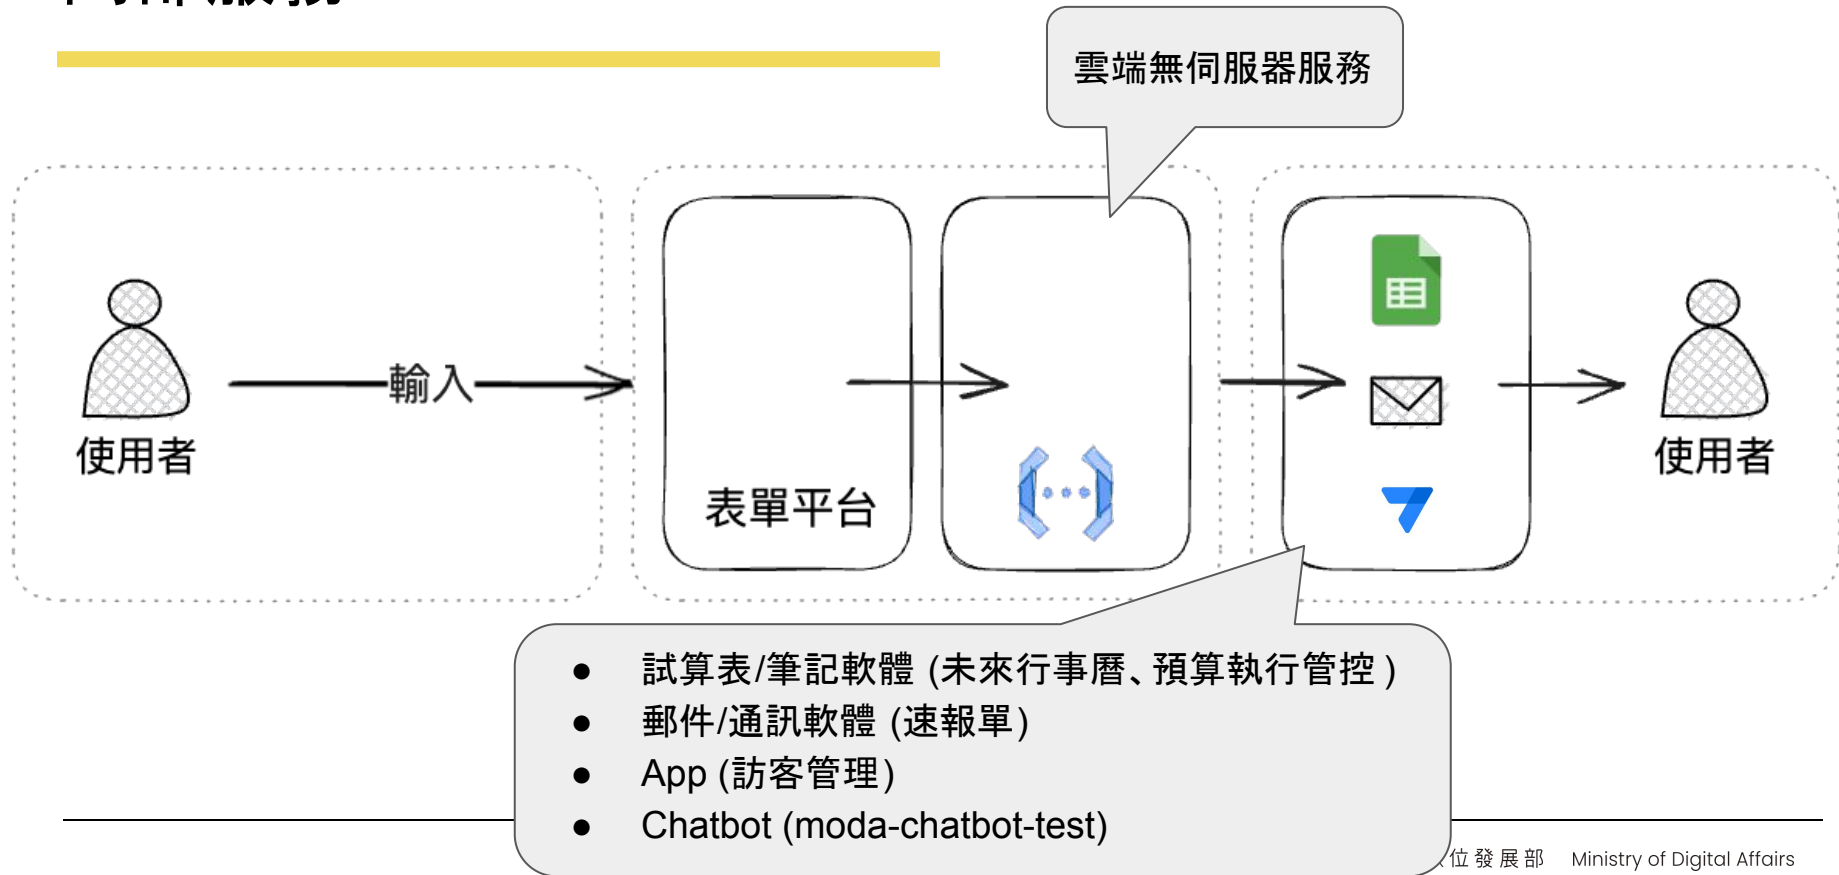 雲端無伺服器服務
輸入
使用者
表單平台
使用者
● 試算表/筆記軟體 (未來行事曆、預算執行管控)
● 郵件/通訊軟體 (速報單)
● App (訪客管理)
● Chatbot (moda-chatbot-test)
位發展部 Ministry of Digital Affairs